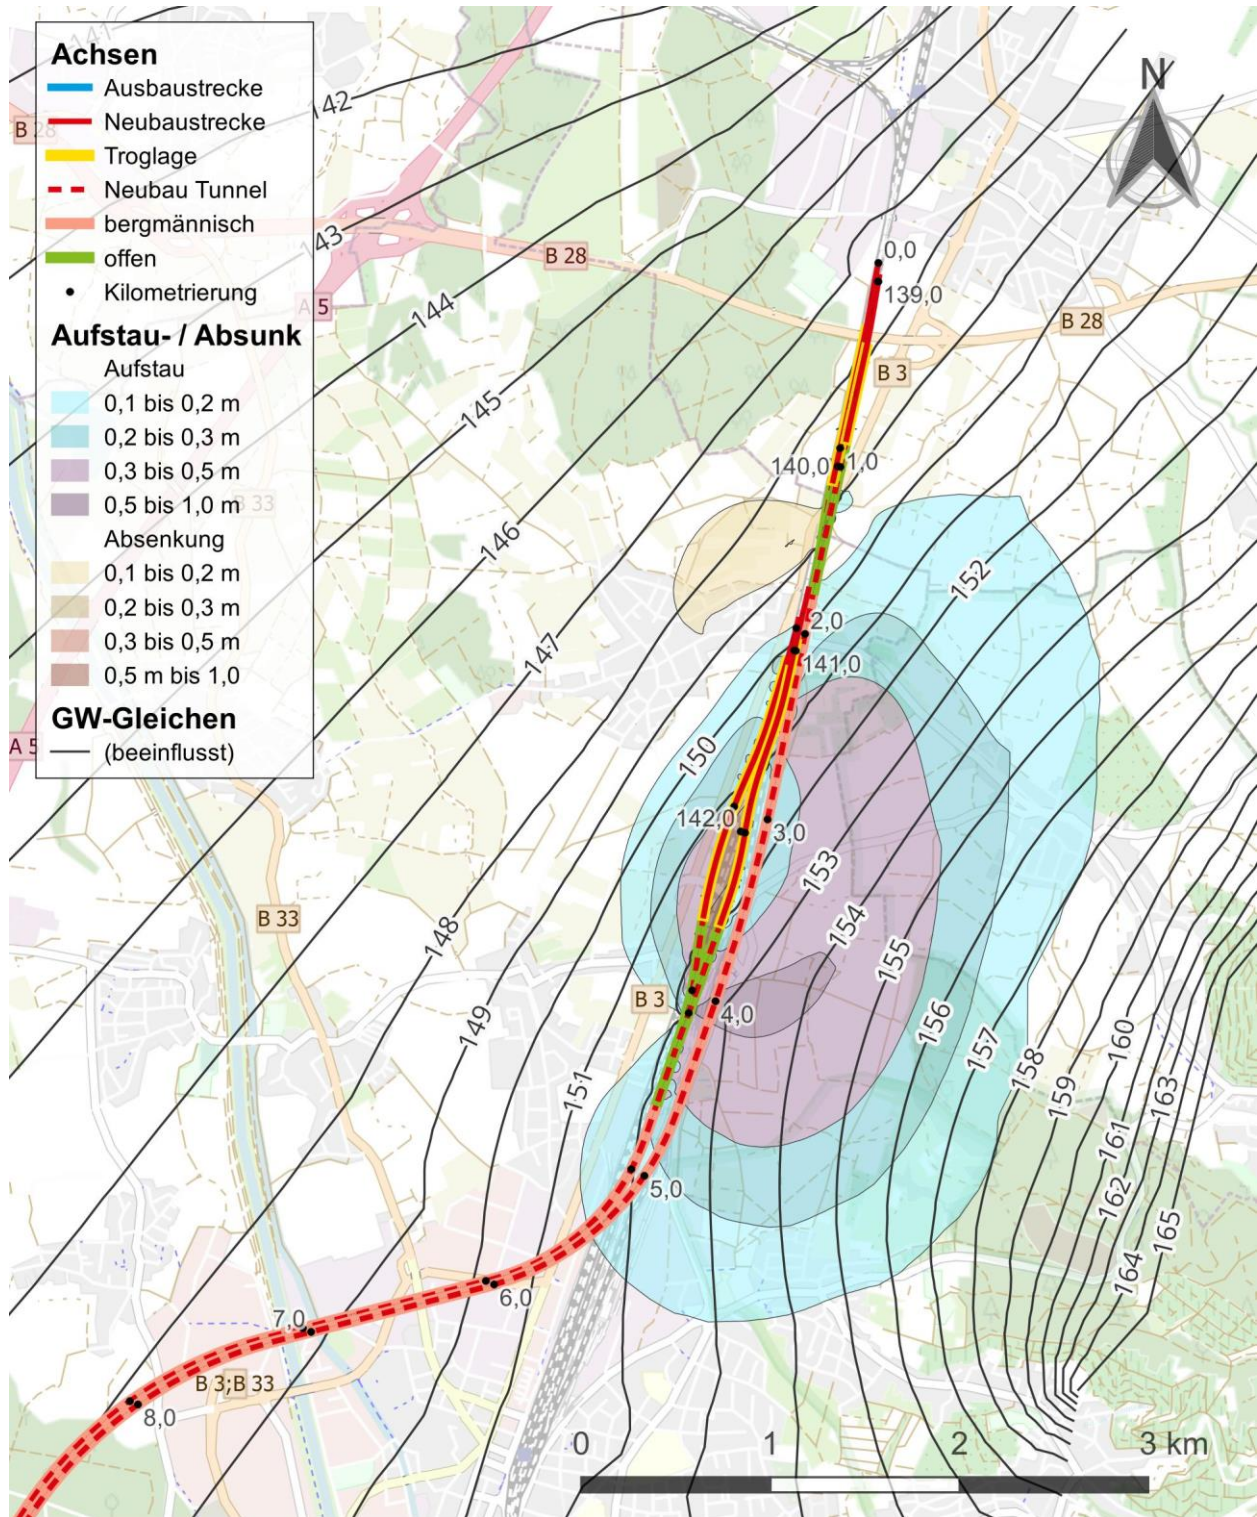 Achsen
Ausbaustrecke
Neubaustrecke
Troglage
Neubau Tunnel
bergmännisch
offen
Kilometrierung
Aufstau- / Absunk
Aufstau
0,1 bis 0,2 m
0,2 bis 0,3 m
0,3 bis 0,5 m
0,5 bis 1,0 m
Absenkung
0,1 bis 0,2 m
0,2 bis 0,3 m
0,3 bis 0,5 m
0,5 m bis 1,0
GW-Gleichen
(beeinflusst)
141
142
B 28
N
143
0,0
B 28
A 5
139,0
144
B 28
B 3
145
140,0
1,0
B 33
146
152
2,0
147
141,0
A 5
150
142,0
3,0
153
B 33
154
148
155
B 3
4,0
149
156
157
158
160
159
163
151
161
5,0
162
165
164
6,0
7,0
B 3;B 33
8,0
0
1
2
3 km